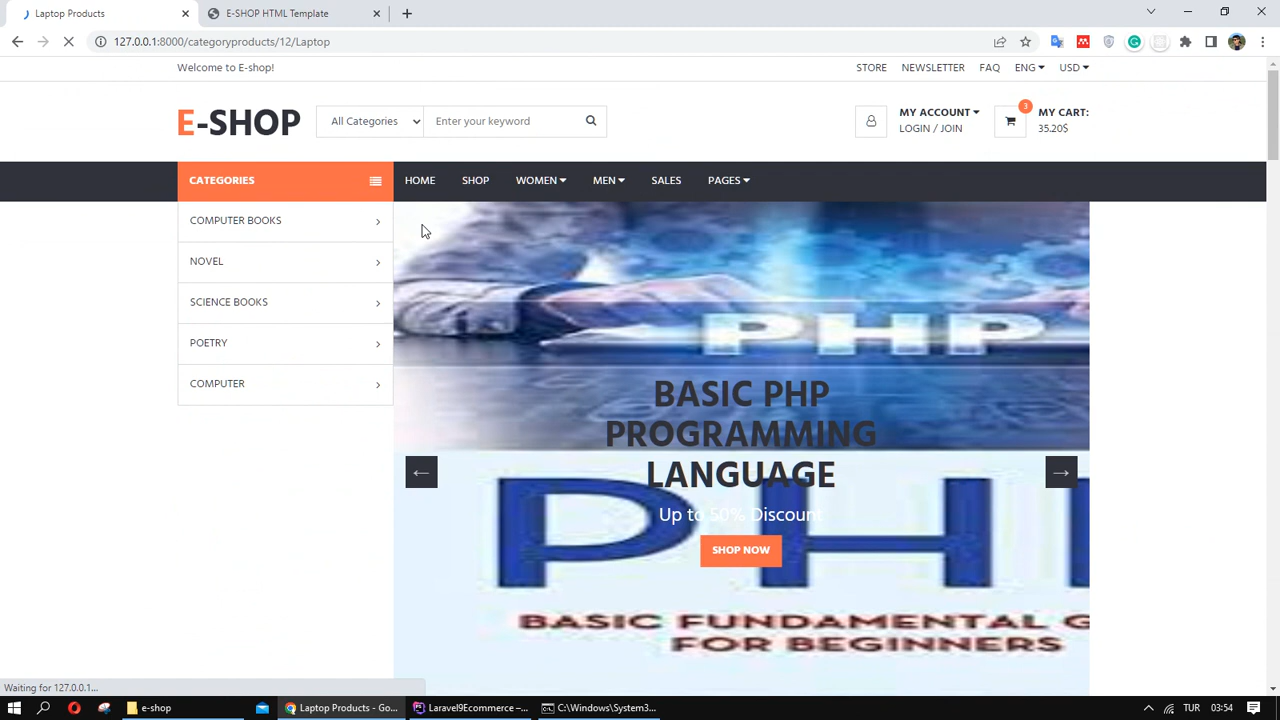 Laptop Products
E-SHOP HTML Template
127.0.0.1:8000/categoryproducts/12/Laptop
Welcome to E-shop!
STORE NEWSLETTER FAQ ENG USD
E-SHOP
All Categories
Enter your keyword
MY ACCOUNT
LOGIN / JOIN
3
MY CART:
35.20$
CATEGORIES
HOME SHOP WOMEN MEN SALES PAGES
COMPUTER BOOKS
NOVEL
SCIENCE BOOKS
POETRY
COMPUTER
PHP
BASIC PHP
PROGRAMMING
LANGUAGE
Up to 50% Discount
SHOP NOW
BASIC FUNDAMENTAL G
FOR BEGINNERS
Waiting for 127.0.0.1...
e-shop
Laptop Products - Go...
Laravel9Ecommerce –...
C:\Windows\System3...
TUR
03:54